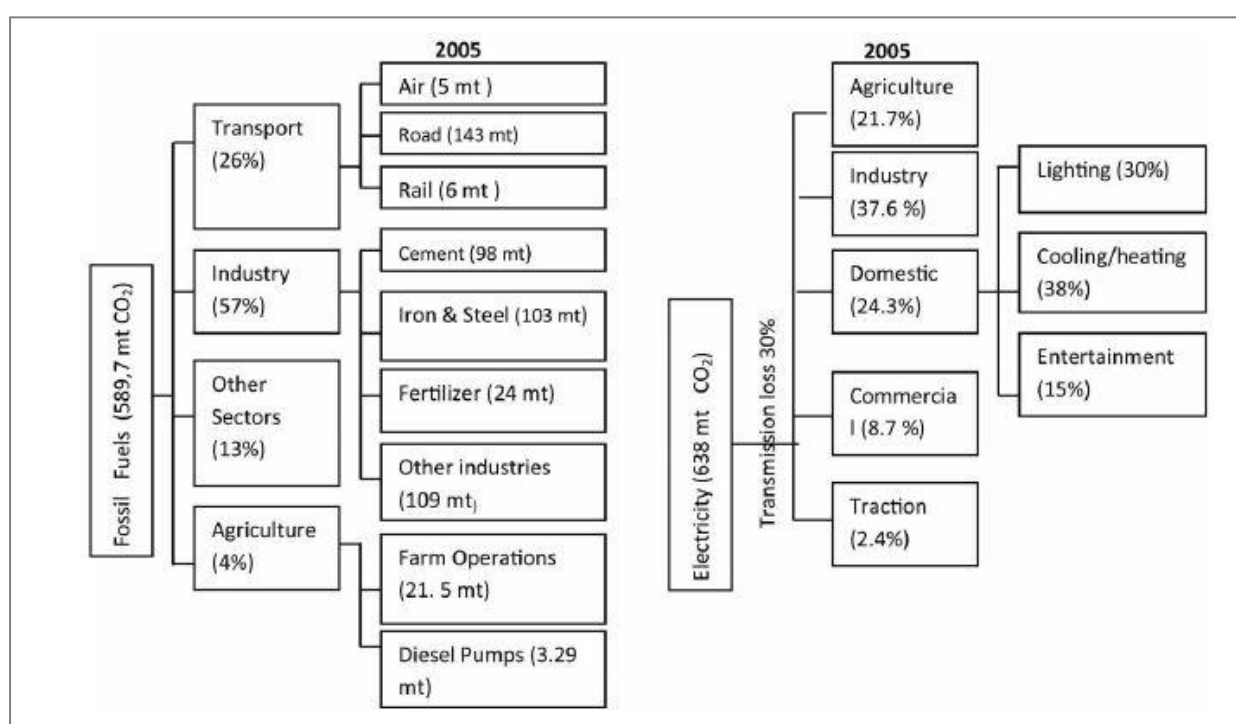 2005
Air (5 mt )
Transport
(26%)
Road (143 mt)
Rail (6 mt )
Industry
(57%)
Cement (98 mt)
Iron & Steel (103 mt)
Fossil Fuels (589,7 mt CO₂)
Other
Sectors
(13%)
Fertilizer (24 mt)
Other industries
(109 mt)
Agriculture
(4%)
Farm Operations
(21. 5 mt)
Diesel Pumps (3.29
mt)
2005
Agriculture
(21.7%)
Industry
(37.6 %)
Lighting (30%)
Domestic
(24.3%)
Cooling/heating
(38%)
Entertainment
(15%)
Electricity (638 mt CO₂)
Transmission loss 30%
Commercia
l (8.7 %)
Traction
(2.4%)